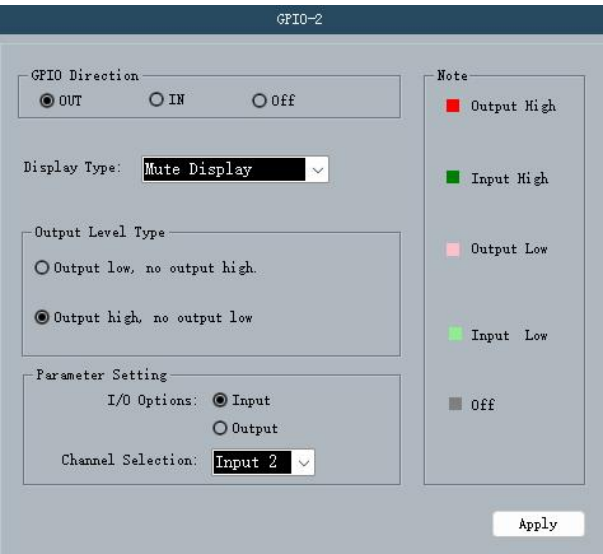 GPIO-2
GPIO Direction
OUT IN Off
Display Type: Mute Display
Output Level Type
Output low, no output high.
Output high, no output low
Parameter Setting
I/O Options: Input
Output
Channel Selection: Input 2
Note
Output High
Input High
Output Low
Input Low
Off
Apply